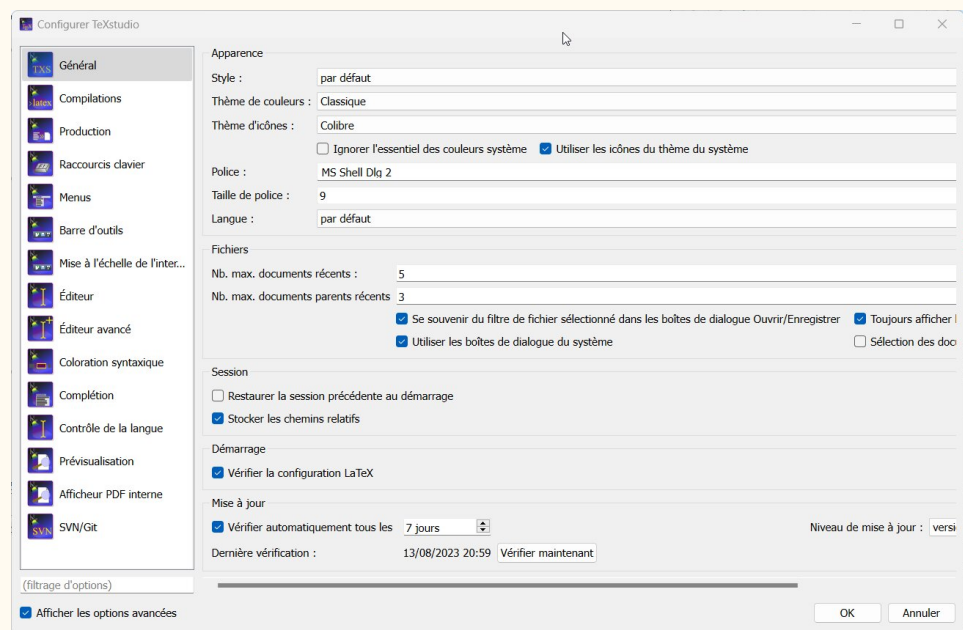 Configurer TeXstudio
Général
Compilations
Production
Raccourcis clavier
Menus
Barre d'outils
Mise à l'échelle de l'inter...
Éditeur
Éditeur avancé
Coloration syntaxique
Complétion
Contrôle de la langue
Prévisualisation
Afficheur PDF interne
SVN/Git
(filtrage d'options)
Afficher les options avancées
Apparence
Style : par défaut
Thème de couleurs : Classique
Thème d'icônes : Colibre
Ignorer l'essentiel des couleurs système Utiliser les icônes du thème du système
Police : MS Shell Dlg 2
Taille de police : 9
Langue : par défaut
Fichiers
Nb. max. documents récents : 5
Nb. max. documents parents récents 3
Se souvenir du filtre de fichier sélectionné dans les boîtes de dialogue Ouvrir/Enregistrer Toujours afficher
Utiliser les boîtes de dialogue du système Sélection des doc
Session
Restaurer la session précédente au démarrage
Stocker les chemins relatifs
Démarrage
Vérifier la configuration LaTeX
Mise à jour
Vérifier automatiquement tous les 7 jours Niveau de mise à jour : versi
Dernière vérification : 13/08/2023 20:59 Vérifier maintenant
OK Annuler